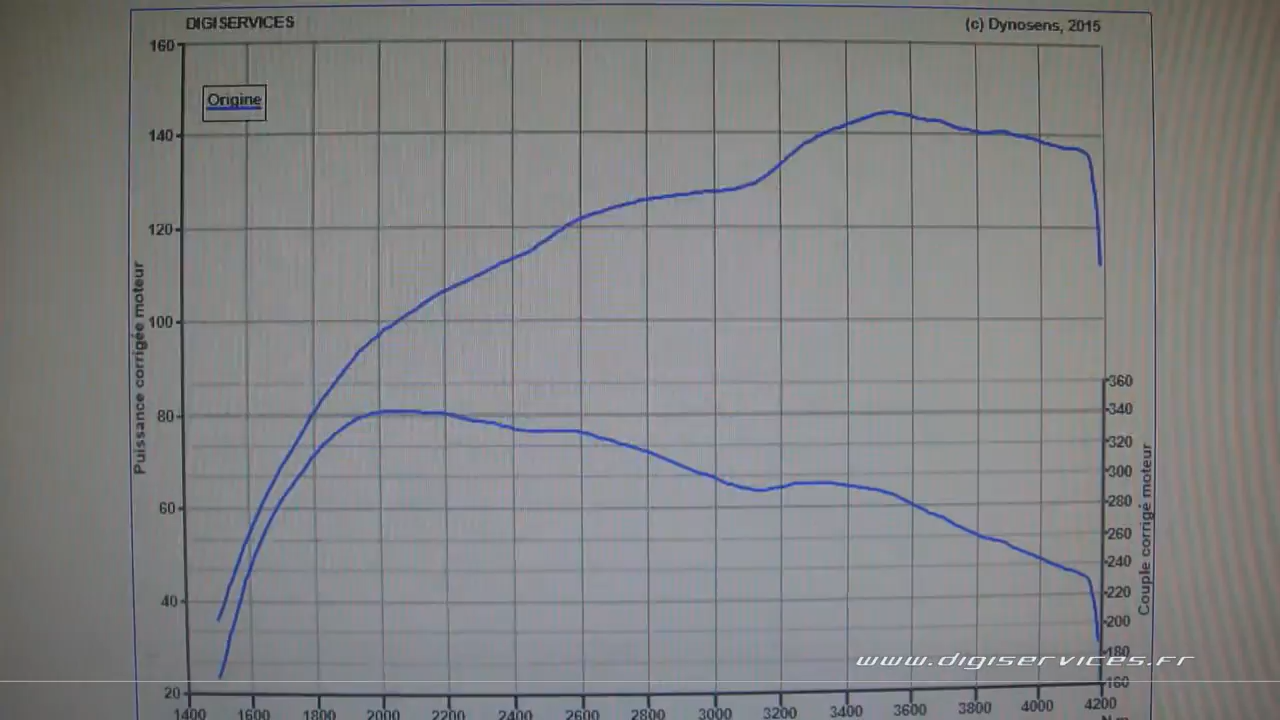 DIGISERVICES
(c) Dynosens, 2015
160
140
120
100
80
60
40
20
Origine
Puissance corrigée moteur
360
340
320
300
280
260
240
220
200
180
160
Couple corrigé moteur
www.digiservices.fr
1400 1600 1800 2000 2200 2400 2600 2800 3000 3200 3400 3600 3800 4000 4200